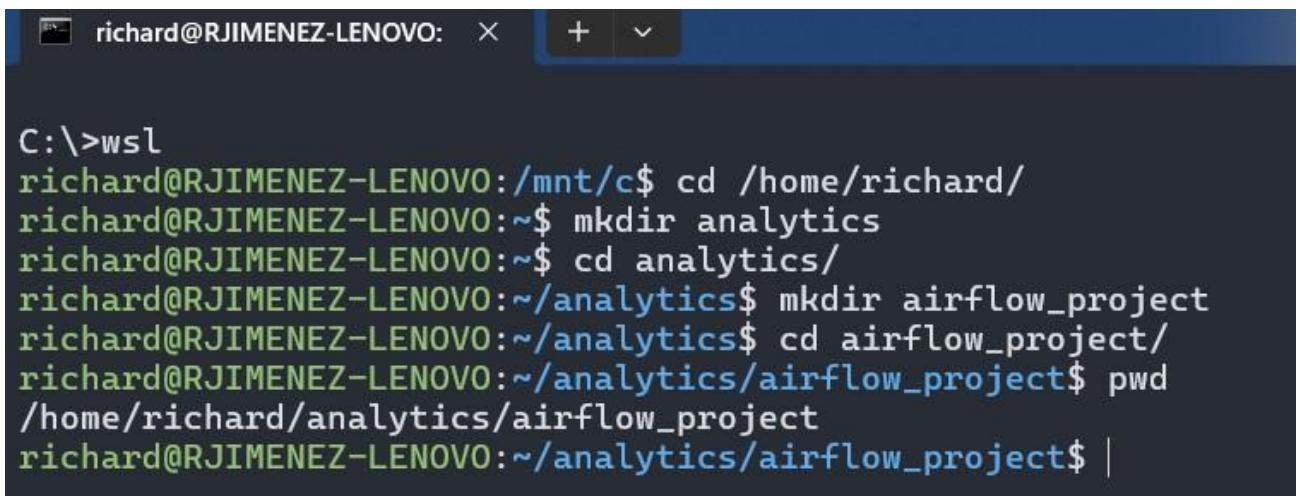 richard@RJIMENEZ-LENOVO:
C:\>wsl
richard@RJIMENEZ-LENOVO:/mnt/c$ cd /home/richard/
richard@RJIMENEZ-LENOVO:~$ mkdir analytics
richard@RJIMENEZ-LENOVO:~$ cd analytics/
richard@RJIMENEZ-LENOVO:~/analytics$ mkdir airflow_project
richard@RJIMENEZ-LENOVO:~/analytics$ cd airflow_project/
richard@RJIMENEZ-LENOVO:~/analytics/airflow_project$ pwd
/home/richard/analytics/airflow_project
richard@RJIMENEZ-LENOVO:~/analytics/airflow_project$